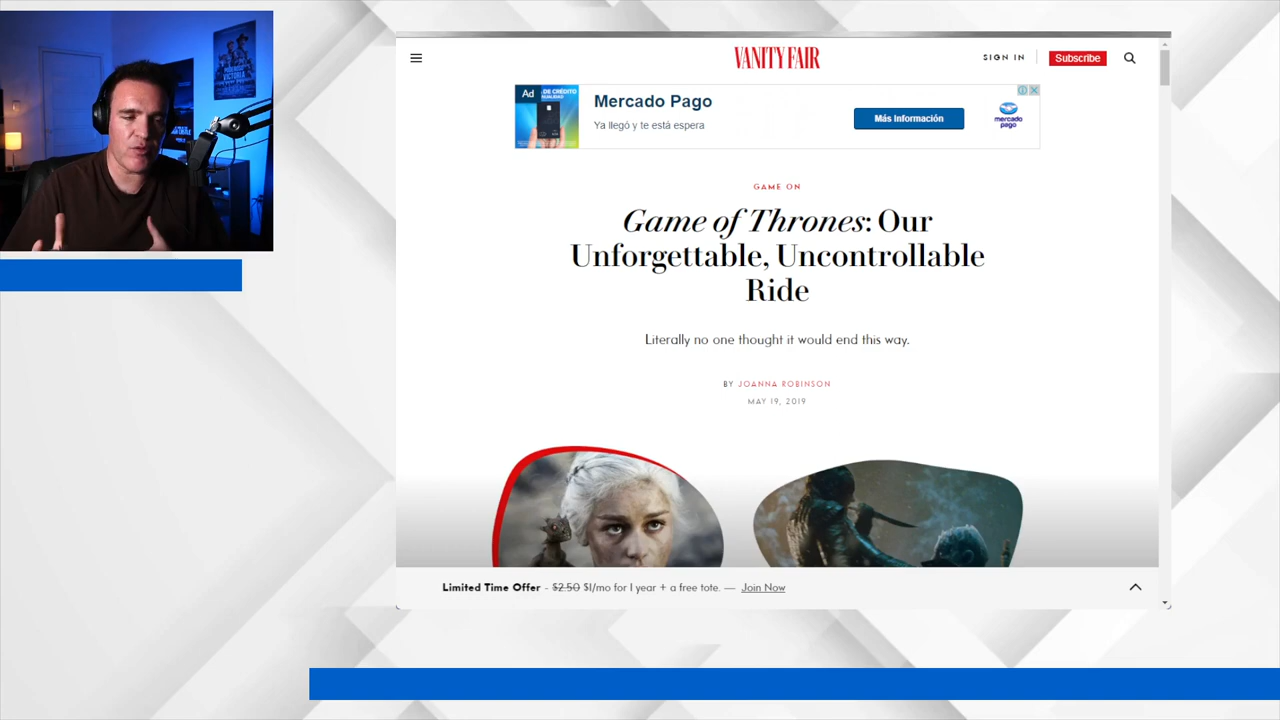 VANITY FAIR
SIGN IN
Subscribe
Ad
DE CRÉDITO
Mercado Pago
Ya llegó y te está espera
Más Información
mercado
pago
GAME ON
Game of Thrones: Our
Unforgettable, Uncontrollable
Ride
Literally no one thought it would end this way.
BY JOANNA ROBINSON
MAY 19, 2019
Limited Time Offer - $2.50 $1/mo for 1 year + a free tote. — Join Now